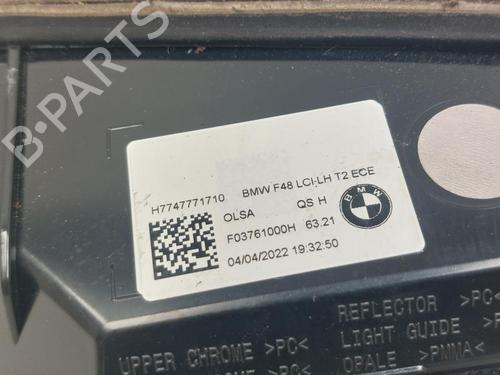 B-Parts
H7747771710 BMW F48 LCI-LH T2 ECE
OLSA QS H
F03761000H 63.21
04/04/2022 19:32:50
BMW
REFLECTOR >PC<
UPPER CHROME >PC< LIGHT GUIDE
>PC< OPALE >PMMA<